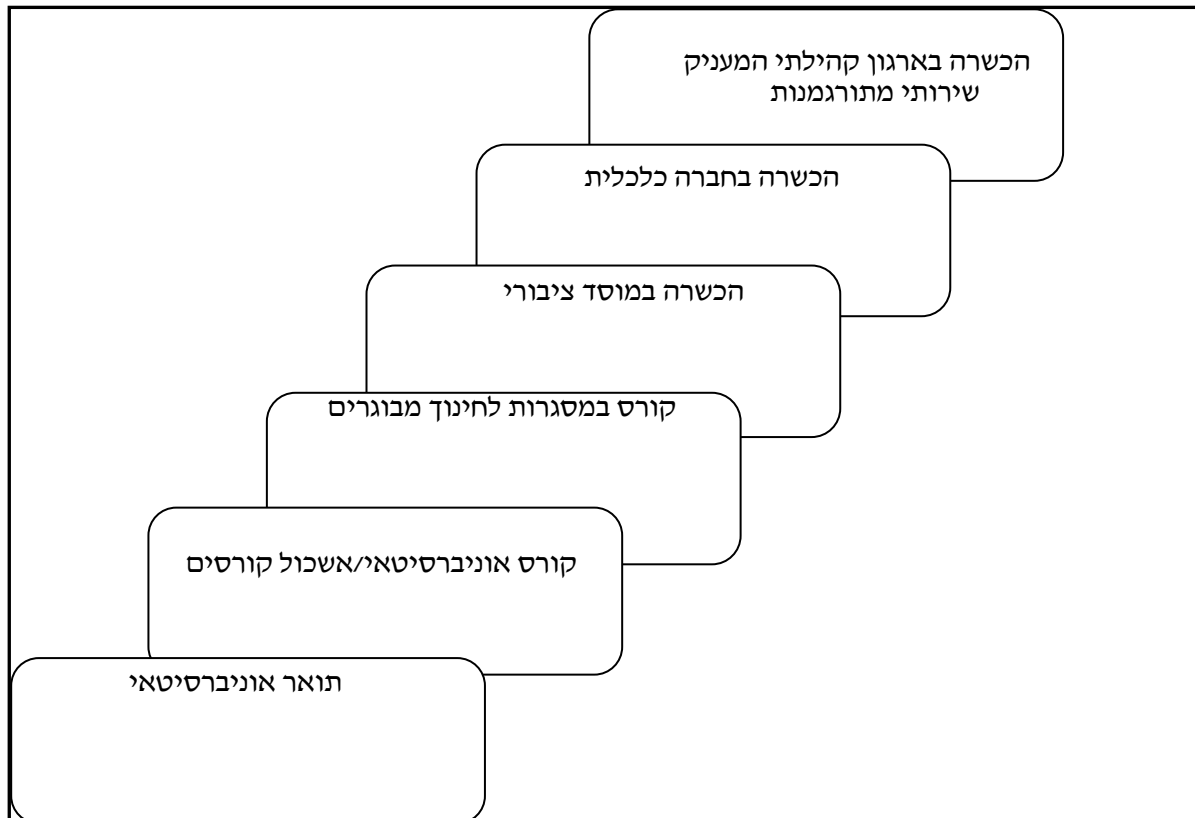 הכשרה בארגון קהילתי המעניק
שירותי מתורגמנות
הכשרה בחברה כלכלית
הכשרה במוסד ציבורי
קורס במסגרות לחינוך מבוגרים
קורס אוניברסיטאי/אשכול קורסים
תואר אוניברסיטאי